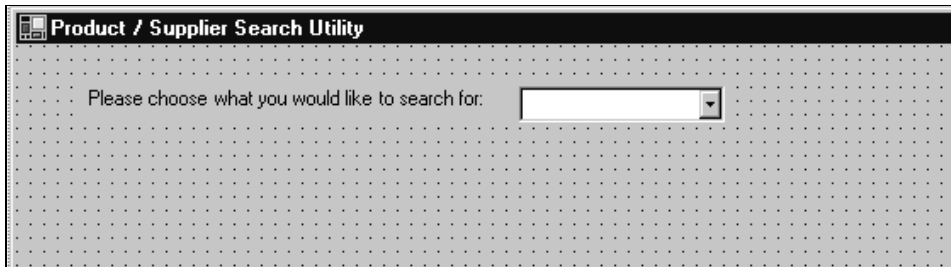 Product / Supplier Search Utility
Please choose what you would like to search for: